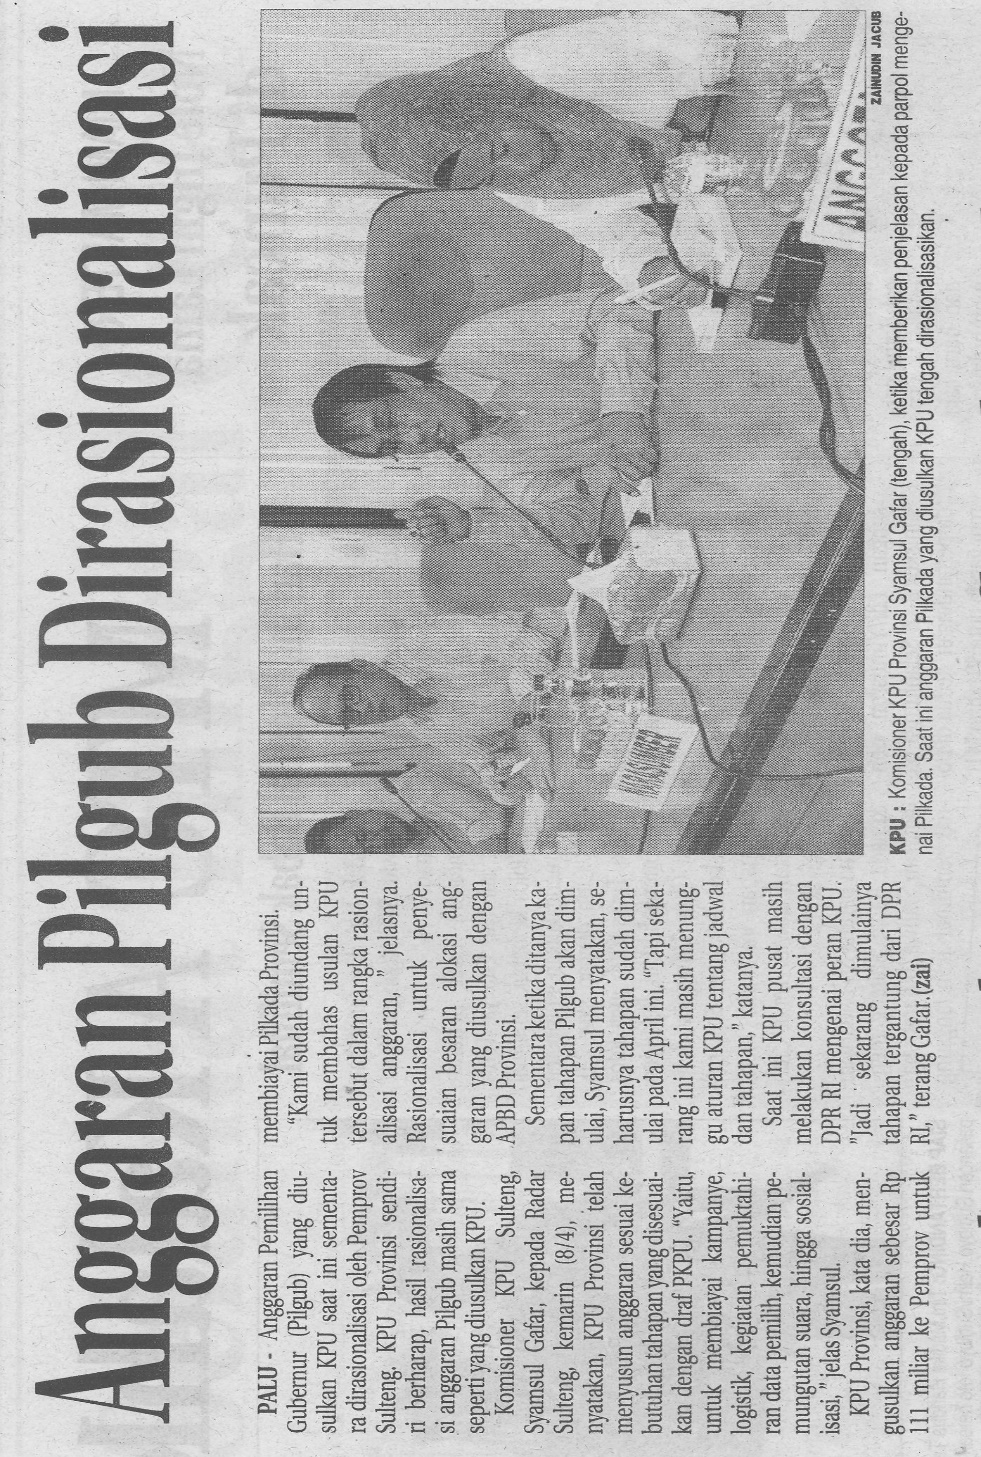 Anggaran Pilgub Dirasionalisasi
PALU - Anggaran Pemilihan
Gubernur (Pilgub) yang diu-
sulkan KPU saat ini sementa-
ra dirasionalisasi oleh Pemprov
Sulteng. KPU Provinsi sendi-
ri berharap, hasil rasionalisa-
si anggaran Pilgub masih sama
seperti yang diusulkan KPU.
Komisioner KPU Sulteng,
Syamsul Gafar, kepada Radar
Sulteng, kemarin (8/4), me-
nyatakan, KPU Provinsi telah
menyusun anggaran sesuai ke-
butuhan tahapan yang disesuai-
kan dengan draf PKPU. “Yaitu,
untuk membiayai kampanye,
logistik, kegiatan pemuktahi-
ran data pemilih, kemudian pe-
mungutan suara, hingga sosial-
isasi,” jelas Syamsul.
KPU Provinsi, kata dia, men-
gusulkan anggaran sebesar Rp
111 miliar ke Pemprov untuk
membiayai Pilkada Provinsi.
“Kami sudah diundang un-
tuk membahas usulan KPU
tersebut dalam rangka rasion-
alisasi anggaran, ” jelasnya.
Rasionalisasi untuk penye-
suaian besaran alokasi ang-
garan yang diusulkan dengan
APBD Provinsi.
Sementara ketika ditanya ka-
pan tahapan Pilgub akan dim-
ulai, Syamsul menyatakan, se-
harusnya tahapan sudah dim-
ulai pada April ini. “Tapi seka-
rang ini kami masih menung-
gu aturan KPU tentang jadwal
dan tahapan,” katanya.
Saat ini KPU pusat masih
melakukan konsultasi dengan
DPR RI mengenai peran KPU.
”Jadi sekarang dimulainya
tahapan tergantung dari DPR
RI,” terang Gafar.(zai)
NARASUMBER
ANGGOTA
ZAINUDIN JACUB
KPU : Komisioner KPU Provinsi Syamsul Gafar (tengah), ketika memberikan penjelasan kepada parpol menge-
nai Pilkada. Saat ini anggaran Pilkada yang diusulkan KPU tengah dirasionalisasikan.